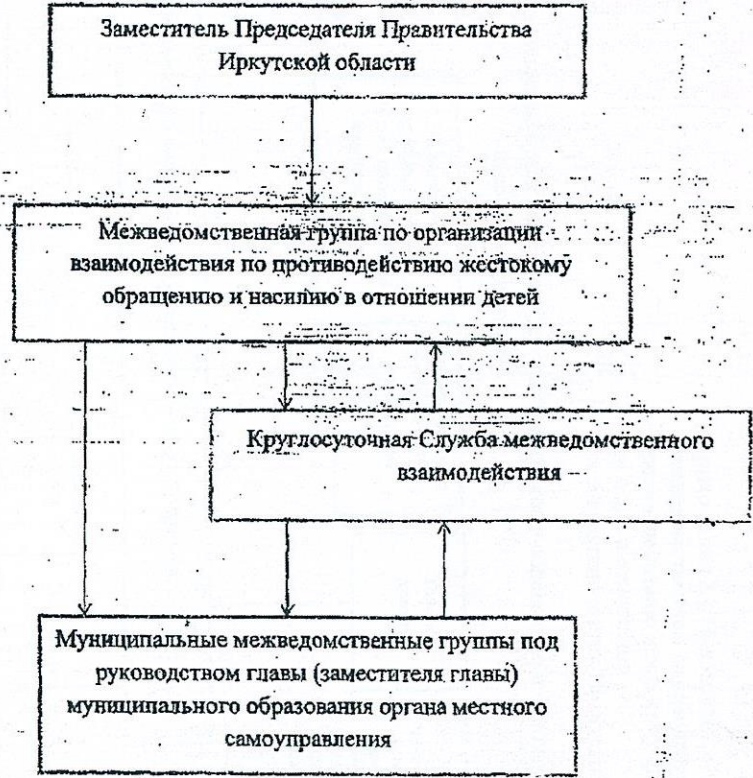 Заместитель Председателя Правительства
Иркутской области
Межведомственная группа по организации
взаимодействия по противодействию жестокому
обращению и насилию в отношении детей
Круглосуточная Служба межведомственного
взаимодействия
Муниципальные межведомственные группы под
руководством главы (заместителя главы)
муниципального образования органа местного
самоуправления